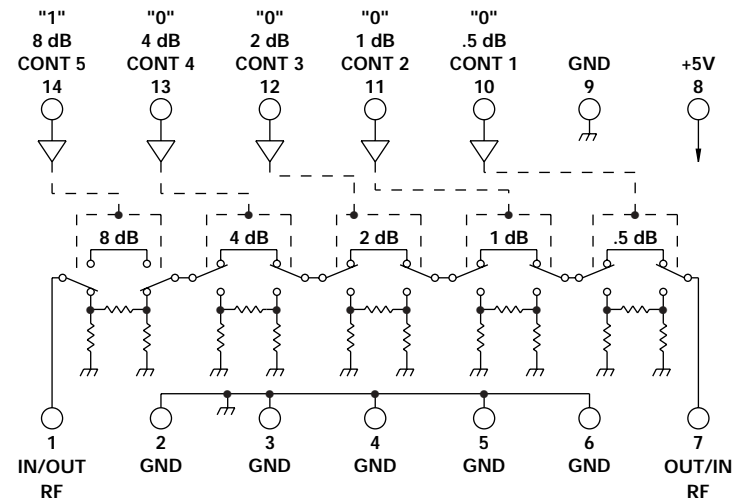 "1" "0" "0" "0" "0"
8 dB 4 dB 2 dB 1 dB .5 dB
CONT 5 CONT 4 CONT 3 CONT 2 CONT 1 GND +5V
14 13 12 11 10 9 8
8 dB 4 dB 2 dB 1 dB .5 dB
1 2 3 4 5 6 7
IN/OUT GND GND GND GND GND OUT/IN
RF RF